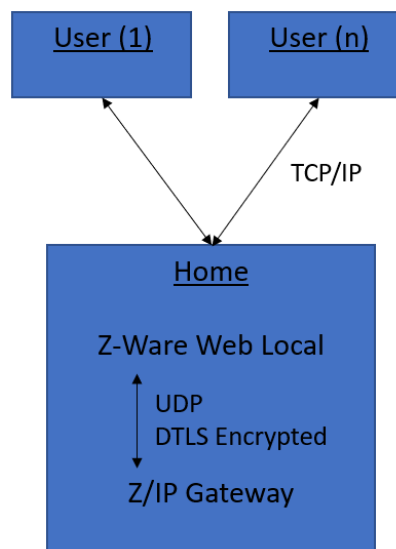 User (1)
User (n)
TCP/IP
Home
Z-Ware Web Local
UDP
DTLS Encrypted
Z/IP Gateway